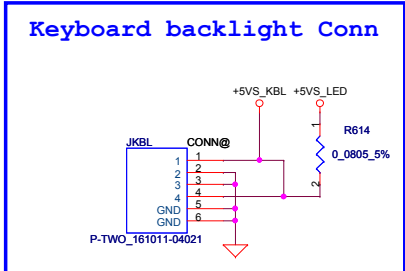 Keyboard backlight Conn
+5VS_KBL +5VS_LED
1
R614
0_0805_5%
2
JKBL CONN@
1 1
2 2
3 3
4 4
GND 5
GND 6
P-TWO_161011-04021